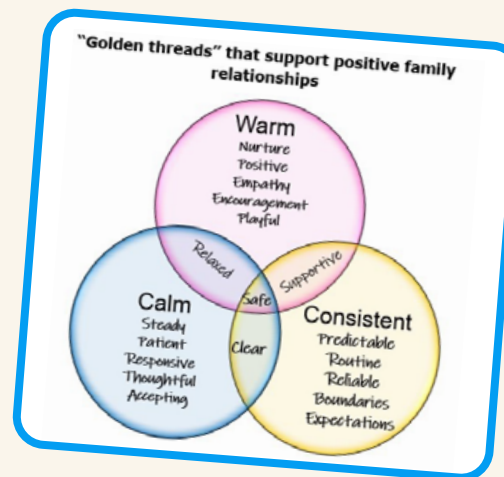 “Golden threads” that support positive family
relationships
Warm
Nurture
Positive
Empathy
Encouragement
Playful
Relaxed
Supportive
Safe
Calm
Steady
Patient
Responsive
Thoughtful
Accepting
Clear
Consistent
Predictable
Routine
Reliable
Boundaries
Expectations